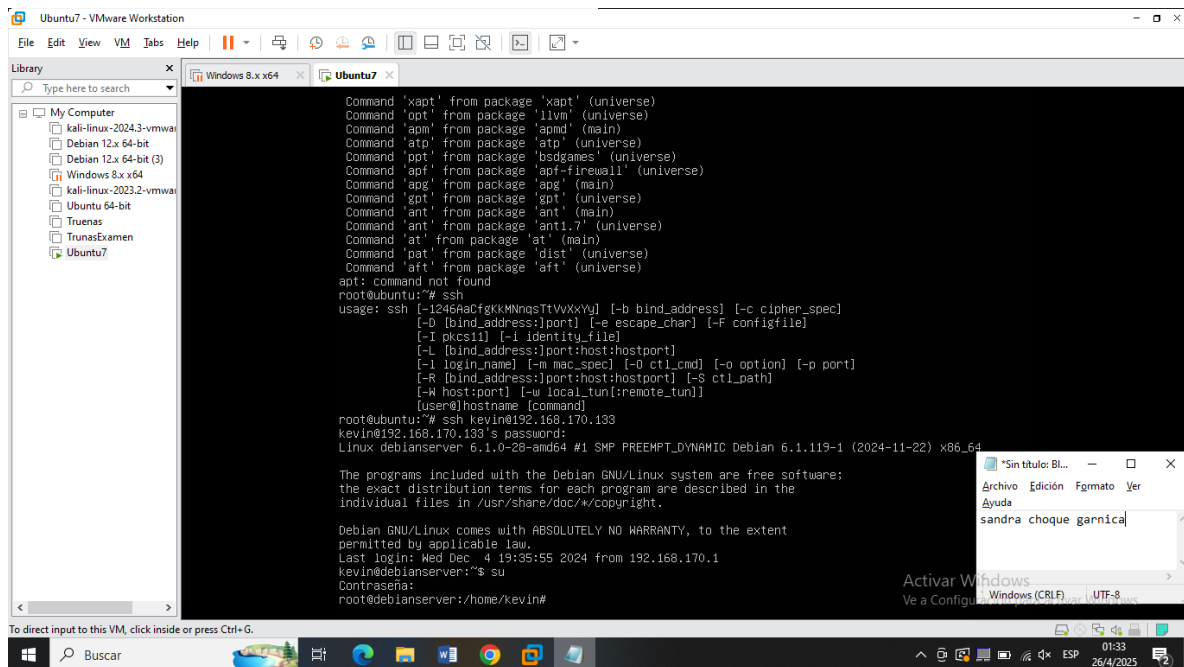 Ubuntu7 - VMware Workstation
File Edit View VM Tabs Help
Library
Type here to search
My Computer
kali-linux-2024.3-vmwar
Debian 12.x 64-bit
Debian 12.x 64-bit (3)
Windows 8.x x64
kali-linux-2023.2-vmwar
Ubuntu 64-bit
Truenas
TrunasExamen
Ubuntu7
Windows 8.x x64
Ubuntu7
Command 'xapt' from package 'xapt' (universe)
Command 'opt' from package 'llvm' (universe)
Command 'apm' from package 'apmd' (main)
Command 'atp' from package 'atp' (universe)
Command 'ppt' from package 'bsdgames' (universe)
Command 'apf' from package 'apf-firewall' (universe)
Command 'apg' from package 'apg' (main)
Command 'gpt' from package 'gpt' (universe)
Command 'ant' from package 'ant' (main)
Command 'ant' from package 'ant1.7' (universe)
Command 'at' from package 'at' (main)
Command 'pat' from package 'dist' (universe)
Command 'aft' from package 'aft' (universe)
apt: command not found
root@ubuntu:~# ssh
usage: ssh [-1246AaCfgKkMNnqsTtVvXxYy] [-b bind_address] [-c cipher_spec]
[-D [bind_address:]port] [-e escape_char] [-F configfile]
[-I pkcs11] [-i identity_file]
[-L [bind_address:]port:host:hostport]
[-l login_name] [-m mac_spec] [-O ctl_cmd] [-o option] [-p port]
[-R [bind_address:]port:host:hostport] [-S ctl_path]
[-W host:port] [-w local_tun[:remote_tun]]
[user@]hostname [command]
root@ubuntu:~# ssh kevin@192.168.170.133
kevin@192.168.170.133's password:
Linux debianserver 6.1.0-28-amd64 #1 SMP PREEMPT_DYNAMIC Debian 6.1.119-1 (2024-11-22) x86_64
The programs included with the Debian GNU/Linux system are free software;
the exact distribution terms for each program are described in the
individual files in /usr/share/doc/*/copyright.
Debian GNU/Linux comes with ABSOLUTELY NO WARRANTY, to the extent
permitted by applicable law.
Last login: Wed Dec  4 19:35:55 2024 from 192.168.170.1
kevin@debianserver:~$ su
Contraseña:
root@debianserver:/home/kevin#
*Sin título: Bl...
Archivo Edición Formato Ver
Ayuda
sandra choque garnica
Windows (CRLF) UTF-8
Activar Windows
Ve a Configuración para activar Windows.
To direct input to this VM, click inside or press Ctrl+G.
Buscar
ESP
01:33
26/4/2025
2